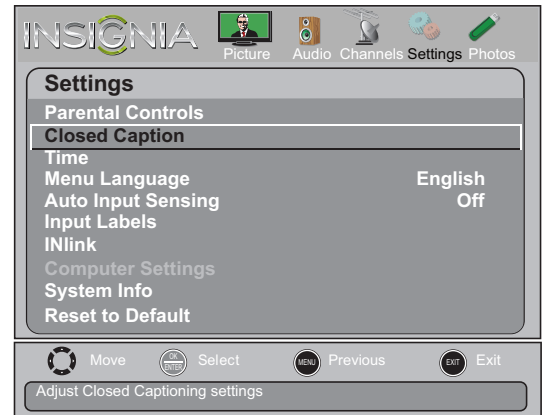 INSIGNIA
Picture Audio Channels Settings Photos
Settings
Parental Controls
Closed Caption
Time
Menu Language English
Auto Input Sensing Off
Input Labels
INlink
Computer Settings
System Info
Reset to Default
Move OK ENTER Select MENU Previous EXIT Exit
Adjust Closed Captioning settings